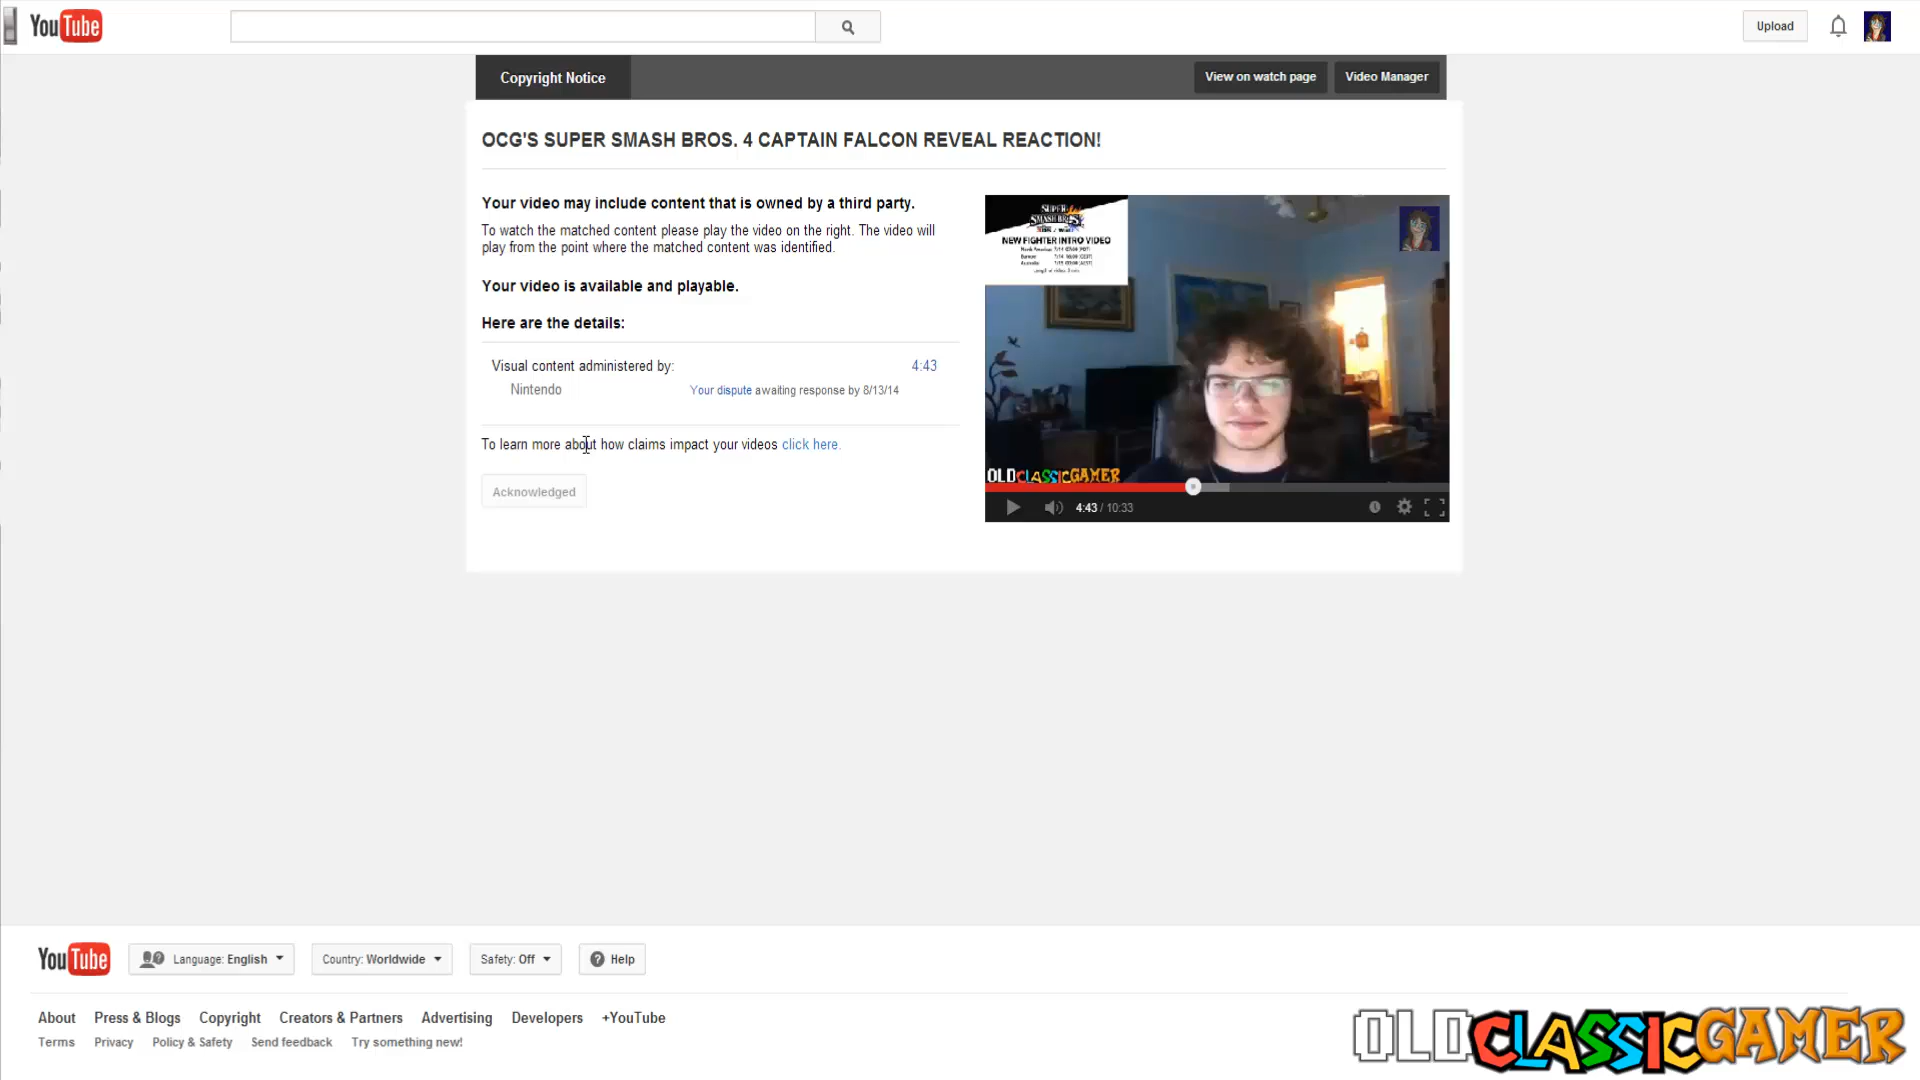 YouTube
Upload
Copyright Notice
View on watch page
Video Manager
OCG'S SUPER SMASH BROS. 4 CAPTAIN FALCON REVEAL REACTION!
Your video may include content that is owned by a third party.
To watch the matched content please play the video on the right. The video will
play from the point where the matched content was identified.
Your video is available and playable.
Here are the details:
Visual content administered by:
4:43
Nintendo
Your dispute awaiting response by 8/13/14
To learn more about how claims impact your videos click here.
Acknowledged
SUPER
SMASH BROS
NEW FIGHTER INTRO VIDEO
OLDCLASSICGAMER
4:43 / 10:33
YouTube
Language: English
Country: Worldwide
Safety: Off
Help
About
Press & Blogs
Copyright
Creators & Partners
Advertising
Developers
+YouTube
Terms
Privacy
Policy & Safety
Send feedback
Try something new!
OLDCLASSICGAMER